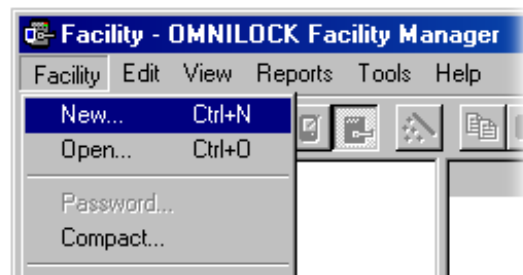 Facility - OMNILOCK Facility Manager
Facility Edit View Reports Tools Help
New... Ctrl+N
Open... Ctrl+O
Password...
Compact...